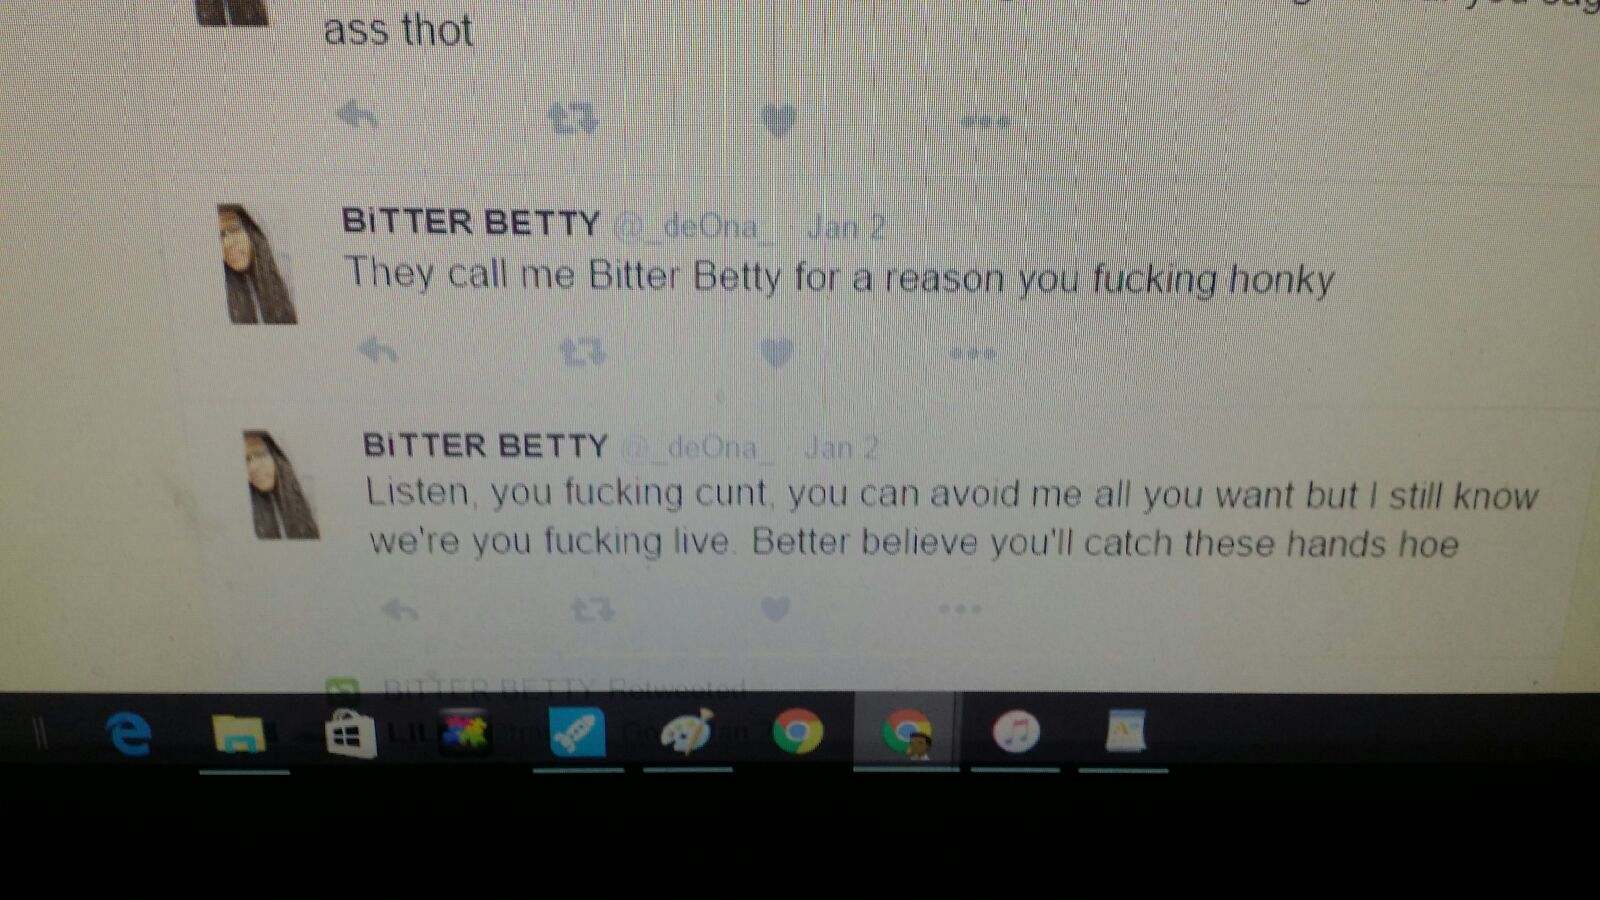 ass thot
BiTTER BETTY @_deOna_ Jan 2
They call me Bitter Betty for a reason you fucking honky
BiTTER BETTY @_deOna_ Jan 2
Listen, you fucking cunt, you can avoid me all you want but I still know
we're you fucking live. Better believe you'll catch these hands hoe
BiTTER BETTY Retweeted